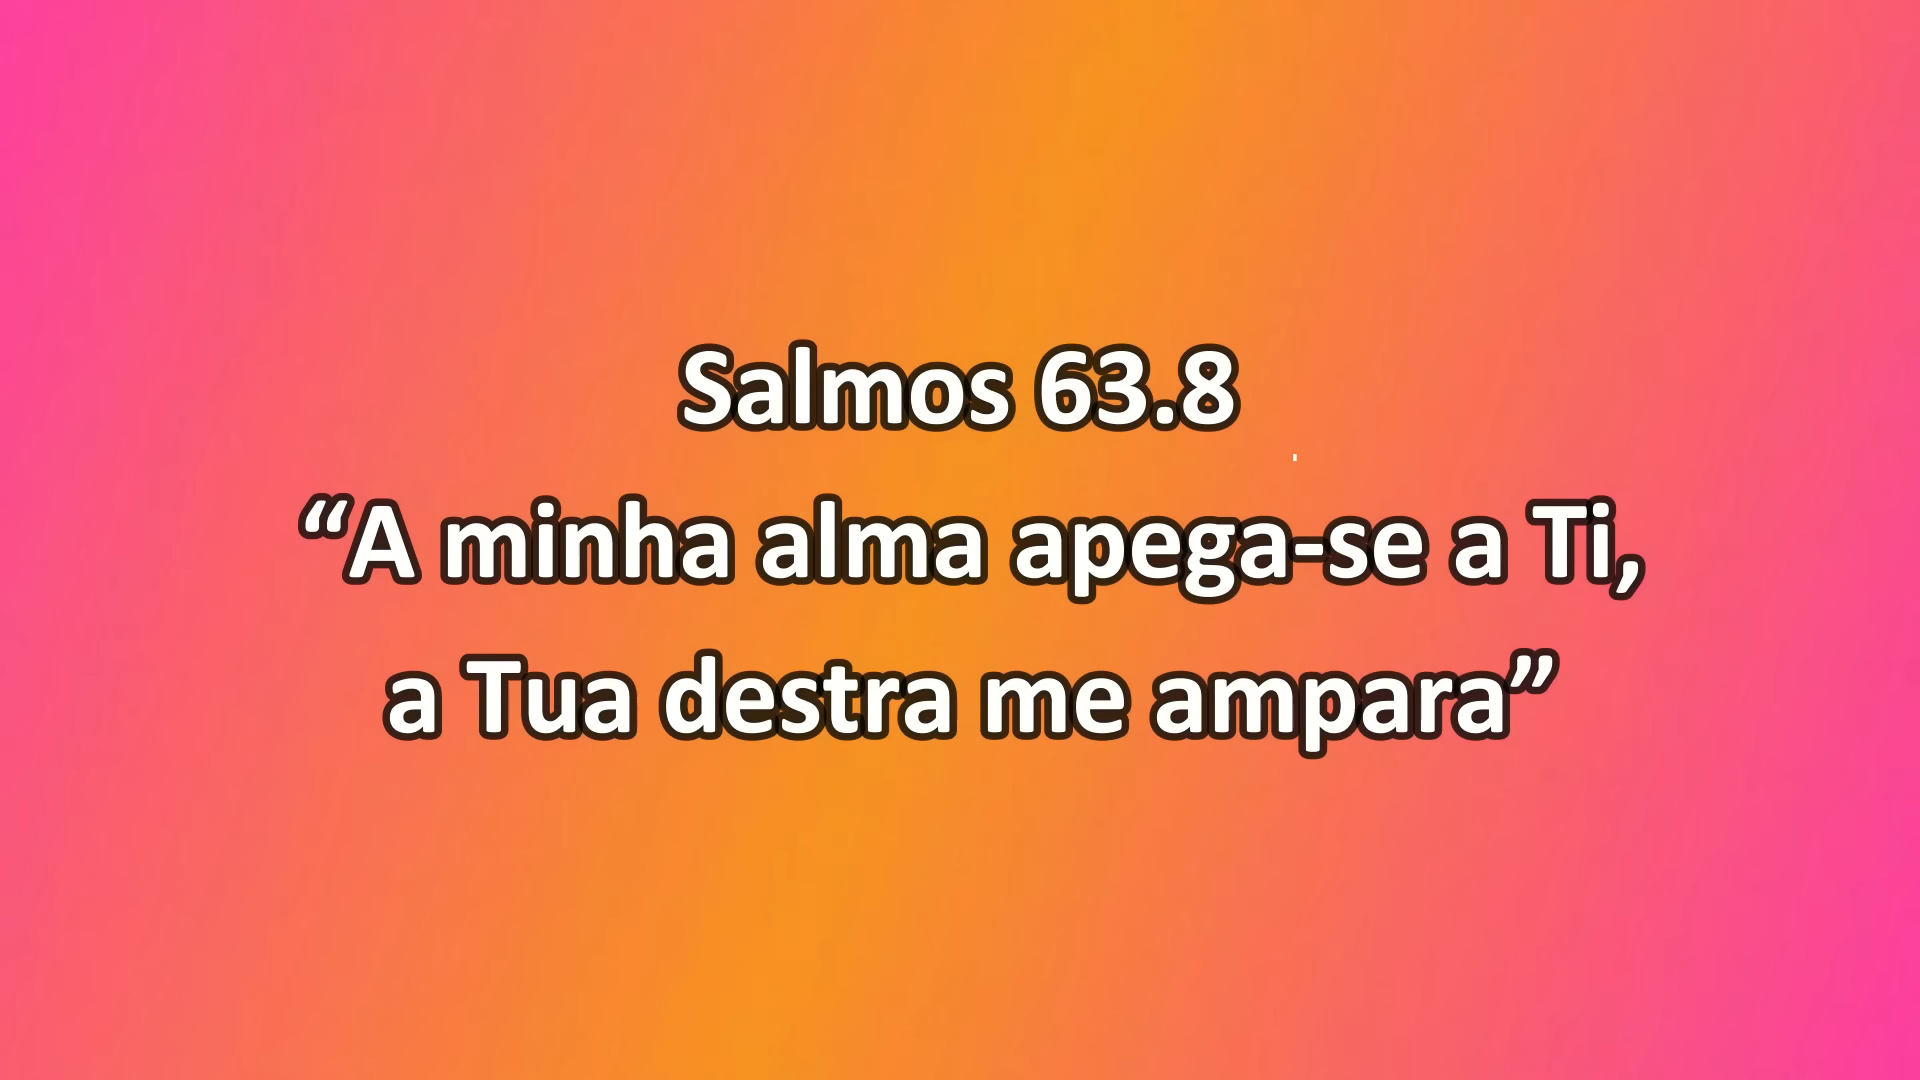 Salmos 63.8
“A minha alma apega-se a Ti,
a Tua destra me ampara”